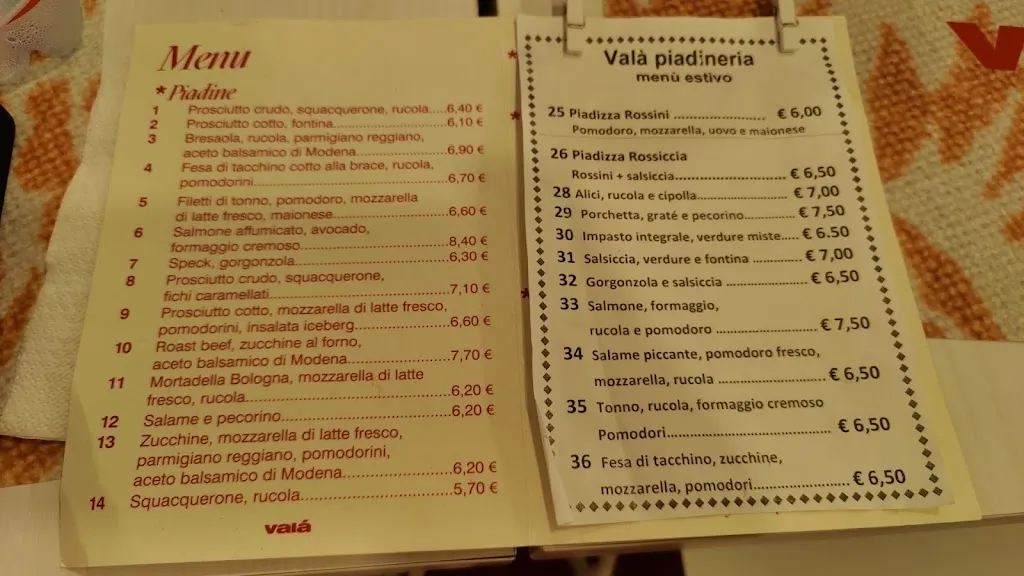 Menu
* Piadine
1 Prosciutto crudo, squacquerone, rucola....6,40 €
2 Prosciutto cotto, fontina.............................6,10 €
3 Bresaola, rucola, parmigiano reggiano,
aceto balsamico di Modena........................6,90 €
4 Fesa di tacchino cotto alla brace, rucola,
pomodorini...................................................6,70 €
5 Filetti di tonno, pomodoro, mozzarella
di latte fresco, maionese..............................6,60 €
6 Salmone affumicato, avocado,
formaggio cremoso......................................8,40 €
7 Speck, gorgonzola.......................................6,30 €
8 Prosciutto crudo, squacquerone,
fichi caramellati............................................7,10 €
9 Prosciutto cotto, mozzarella di latte fresco,
pomodorini, insalata iceberg........................6,60 €
10 Roast beef, zucchine al forno,
aceto balsamico di Modena..........................7,70 €
11 Mortadella Bologna, mozzarella di latte
fresco, rucola................................................6,20 €
12 Salame e pecorino........................................6,20 €
13 Zucchine, mozzarella di latte fresco,
parmigiano reggiano, pomodorini,
aceto balsamico di Modena..........................6,20 €
14 Squacquerone, rucola...................................5,70 €
valá
Valà piadineria
menù estivo
25 Piadizza Rossini ........................ € 6,00
Pomodoro, mozzarella, uovo e maionese
26 Piadizza Rossiccia
Rossini + salsiccia.................................. € 6,50
28 Alici, rucola e cipolla........................ € 7,00
29 Porchetta, graté e pecorino............. € 7,50
30 Impasto integrale, verdure miste.... € 6.50
31 Salsiccia, verdure e fontina ............. € 7,00
32 Gorgonzola e salsiccia .................... € 6,50
33 Salmone, formaggio,
rucola e pomodoro ......................... € 7,50
34 Salame piccante, pomodoro fresco,
mozzarella, rucola ........................... € 6,50
35 Tonno, rucola, formaggio cremoso
Pomodori......................................... € 6,50
36 Fesa di tacchino, zucchine,
mozzarella, pomodori........................ € 6,50